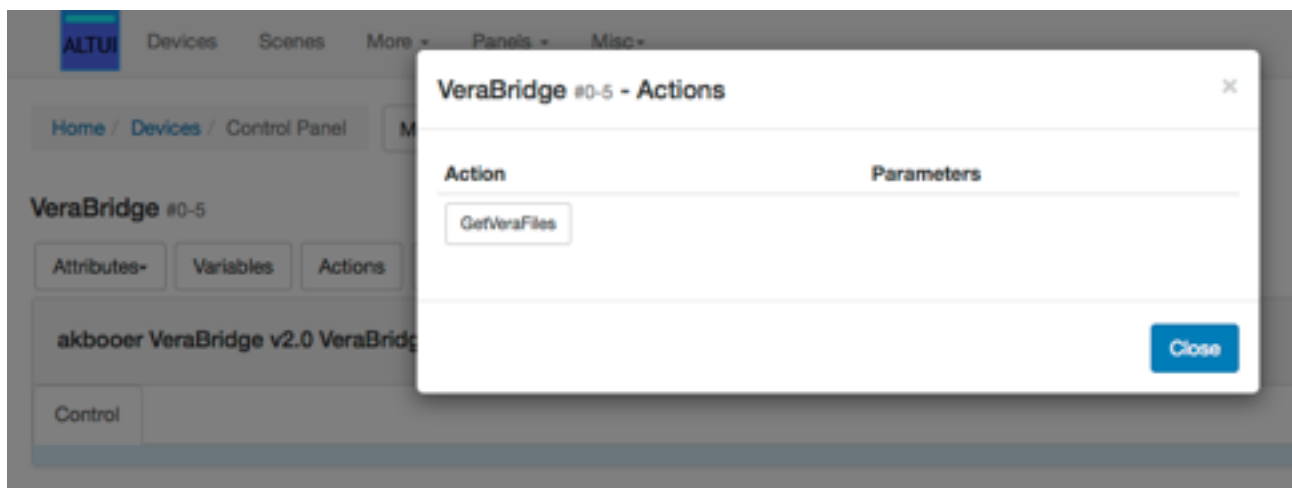 ALTUI Devices Scenes More Panels Misc
VeraBridge #0-5 - Actions ×
Home / Devices / Control Panel M
Action Parameters
VeraBridge #0-5
GetVeraFiles
Attributes Variables Actions
akbooer VeraBridge v2.0 VeraBridg
Close
Control